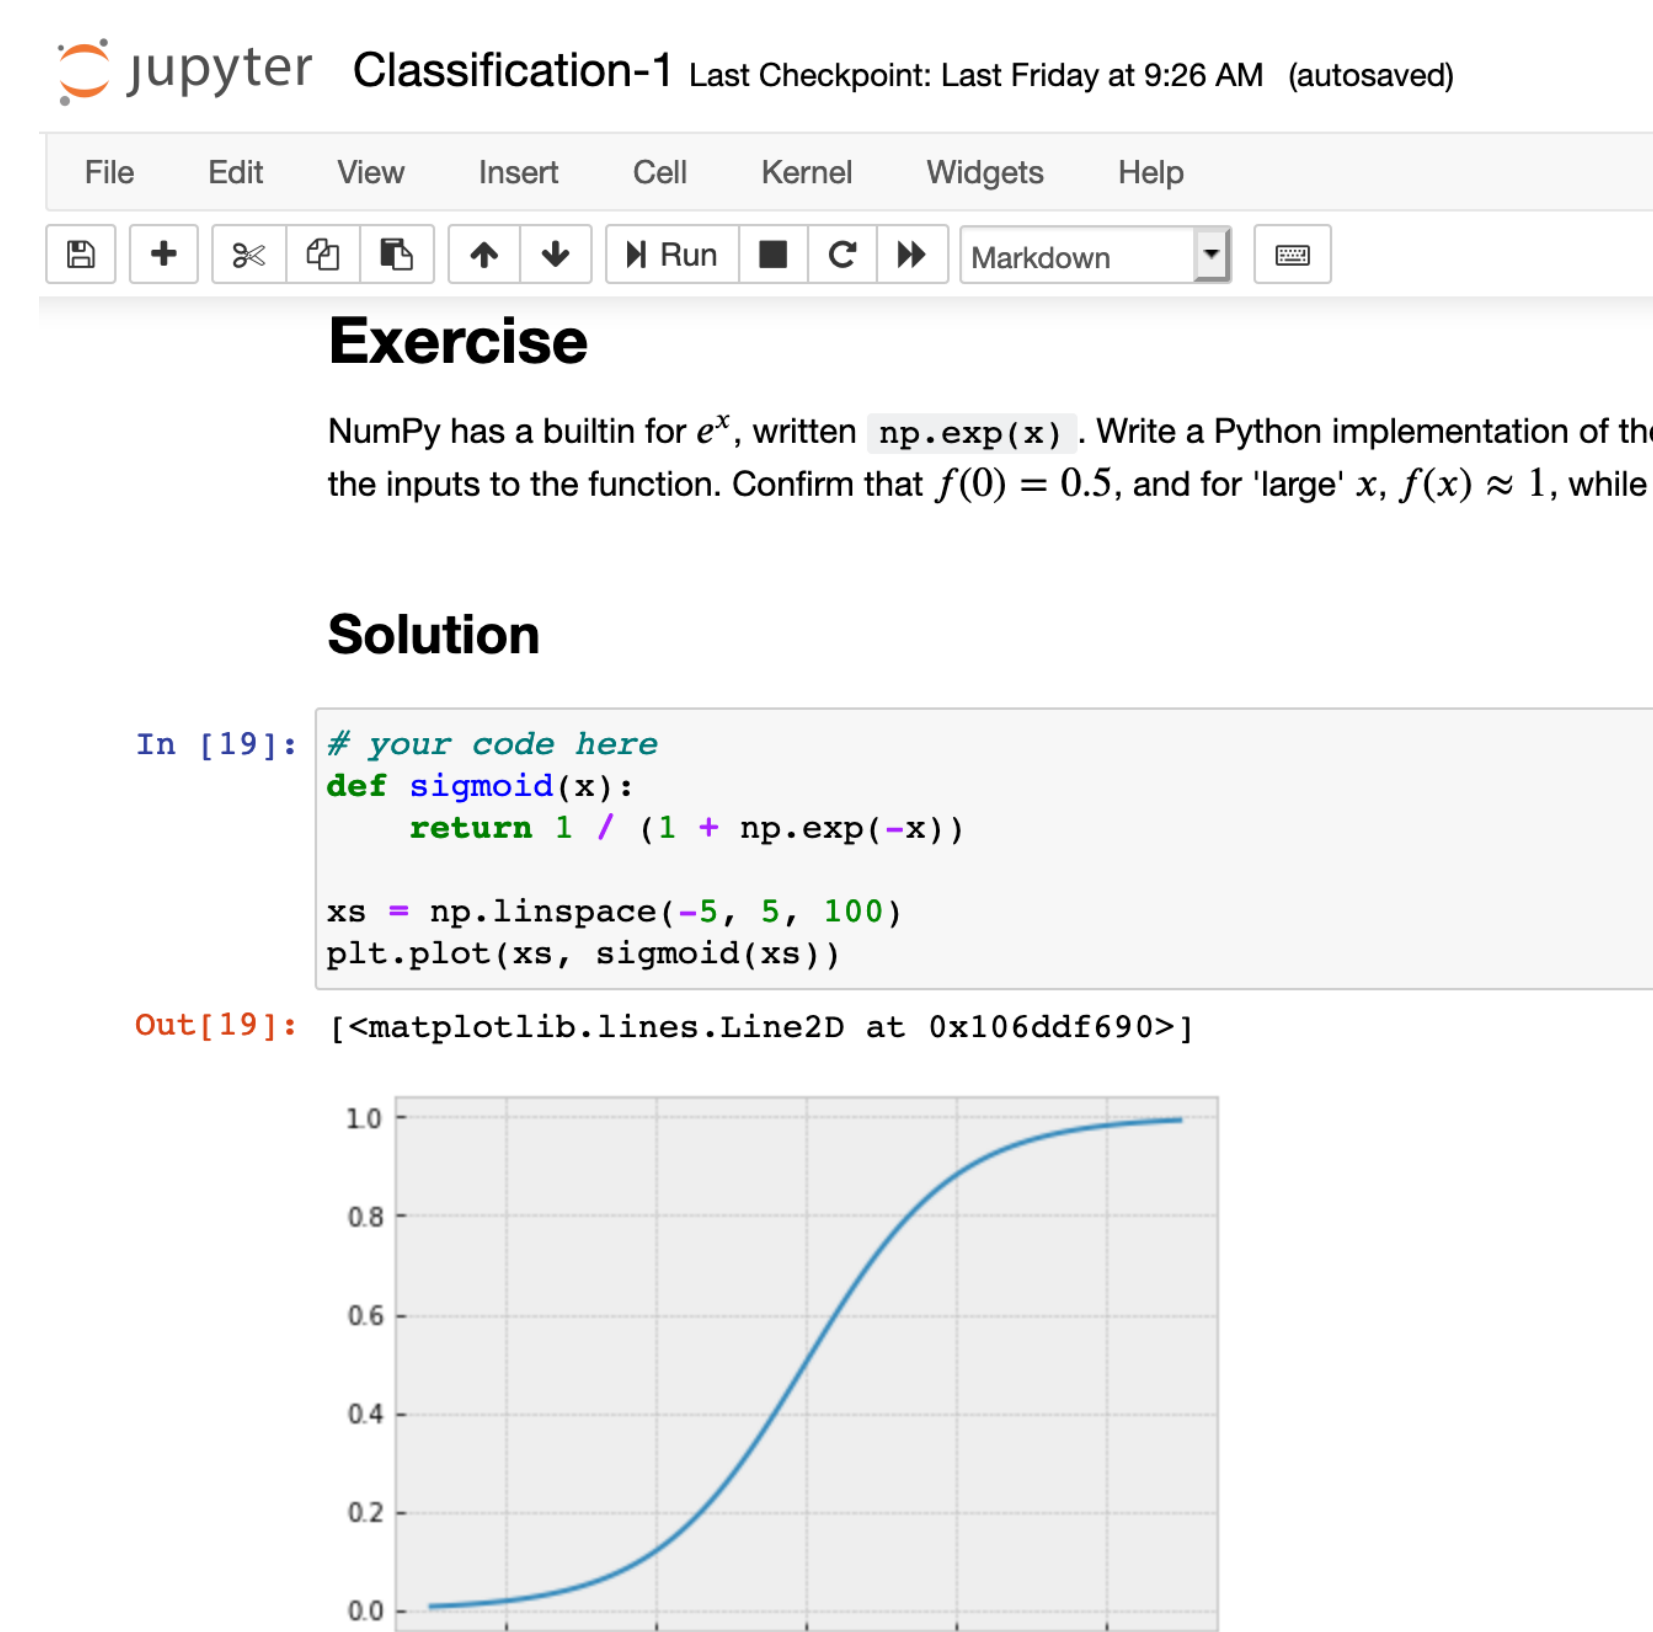 jupyter Classification-1 Last Checkpoint: Last Friday at 9:26 AM (autosaved)
File Edit View Insert Cell Kernel Widgets Help
Run Markdown
Exercise
NumPy has a builtin for eˣ, written np.exp(x) . Write a Python implementation of the
the inputs to the function. Confirm that f(0) = 0.5, and for 'large' x, f(x) ≈ 1, while
Solution
In [19]: # your code here
def sigmoid(x):
    return 1 / (1 + np.exp(-x))
xs = np.linspace(-5, 5, 100)
plt.plot(xs, sigmoid(xs))
Out[19]: [<matplotlib.lines.Line2D at 0x106ddf690>]
1.0
0.8
0.6
0.4
0.2
0.0